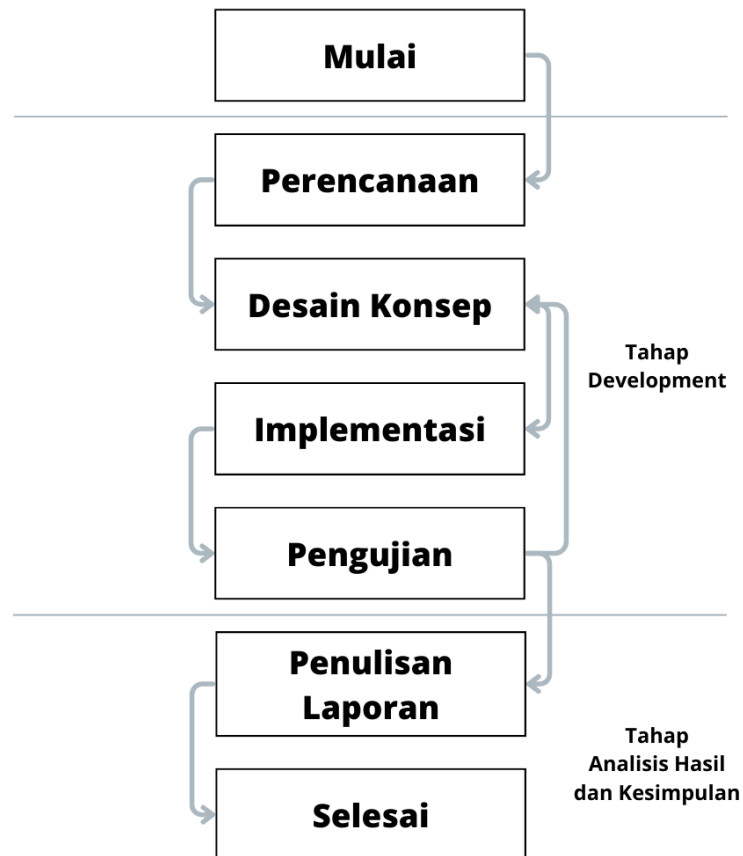 Mulai
Perencanaan
Desain Konsep
Tahap
Development
Implementasi
Pengujian
Penulisan
Laporan
Tahap
Analisis Hasil
dan Kesimpulan
Selesai